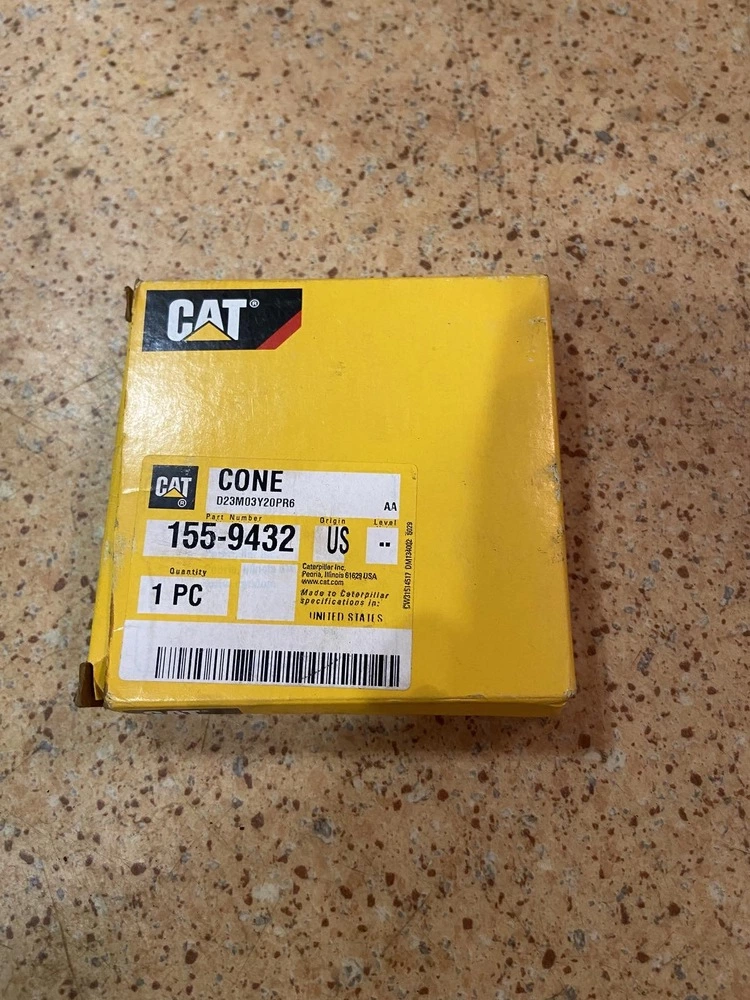 CAT®
CAT®
CONE
D23M03Y20PR6
AA
Part Number
Origin
Level
155-9432
US
--
Quantity
1 PC
Caterpillar Inc.
Peoria, Illinois 61629 USA
www.cat.com
Made to Caterpillar
specifications in:
UNITED STATES